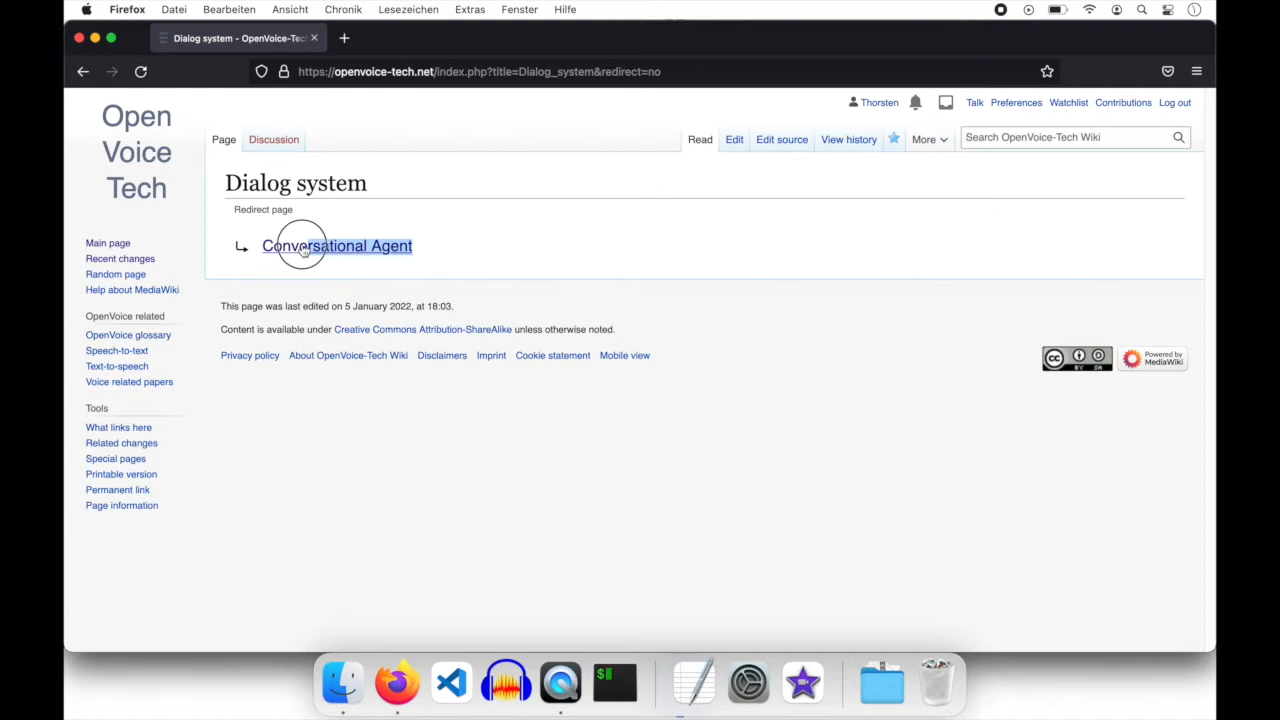 Firefox Datei Bearbeiten Ansicht Chronik Lesezeichen Extras Fenster Hilfe
Dialog system - OpenVoice-Tec
https://openvoice-tech.net/index.php?title=Dialog_system&redirect=no
Open
Voice
Tech
Thorsten Talk Preferences Watchlist Contributions Log out
Page Discussion Read Edit Edit source View history More Search OpenVoice-Tech Wiki
Dialog system
Redirect page
Conversational Agent
This page was last edited on 5 January 2022, at 18:03.
Content is available under Creative Commons Attribution-ShareAlike unless otherwise noted.
Privacy policy About OpenVoice-Tech Wiki Disclaimers Imprint Cookie statement Mobile view
cc BY SA
Powered by
MediaWiki
Main page
Recent changes
Random page
Help about MediaWiki
OpenVoice related
OpenVoice glossary
Speech-to-text
Text-to-speech
Voice related papers
Tools
What links here
Related changes
Special pages
Printable version
Permanent link
Page information
$